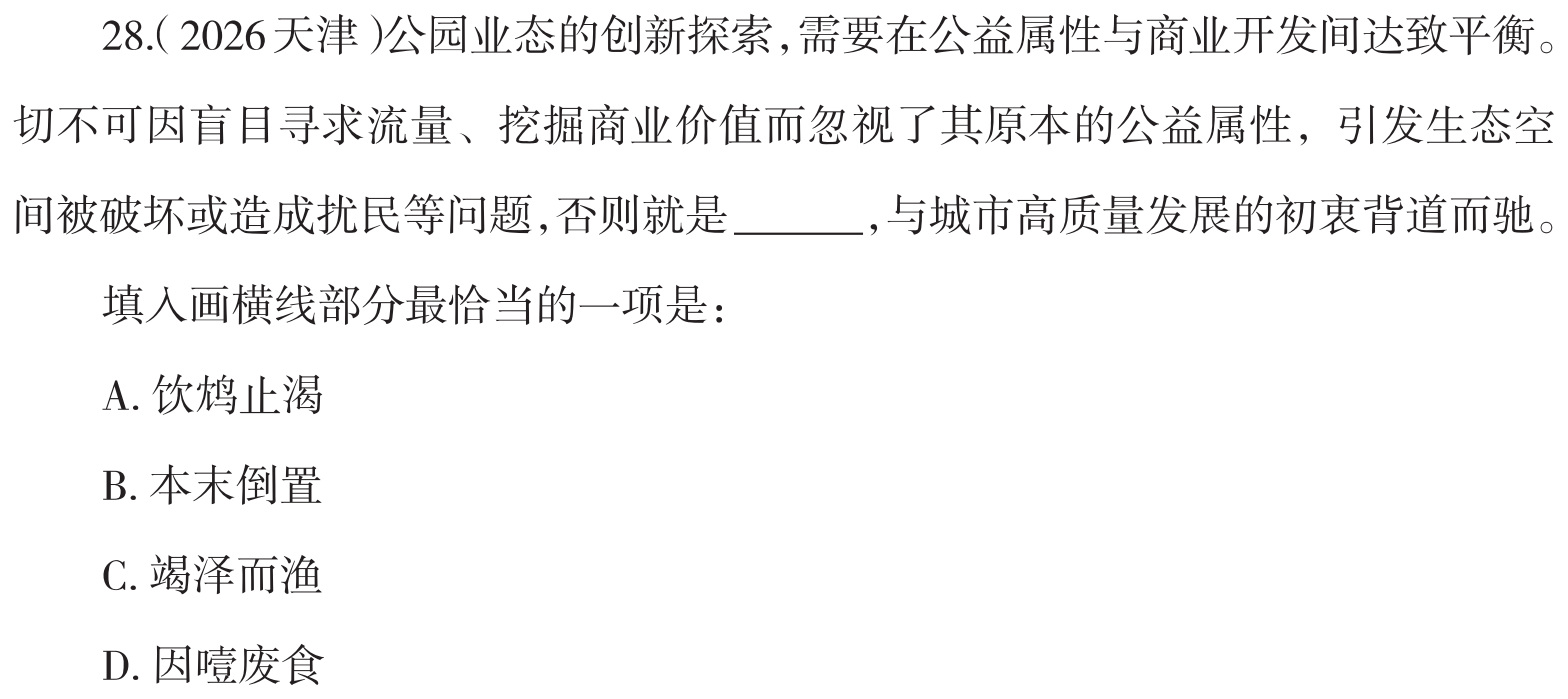 28.( 2026天津 )公园业态的创新探索,需要在公益属性与商业开发间达致平衡。
切不可因盲目寻求流量、挖掘商业价值而忽视了其原本的公益属性, 引发生态空
间被破坏或造成扰民等问题,否则就是______,与城市高质量发展的初衷背道而驰。
填入画横线部分最恰当的一项是:
A. 饮鸩止渴
B. 本末倒置
C. 竭泽而渔
D. 因噎废食